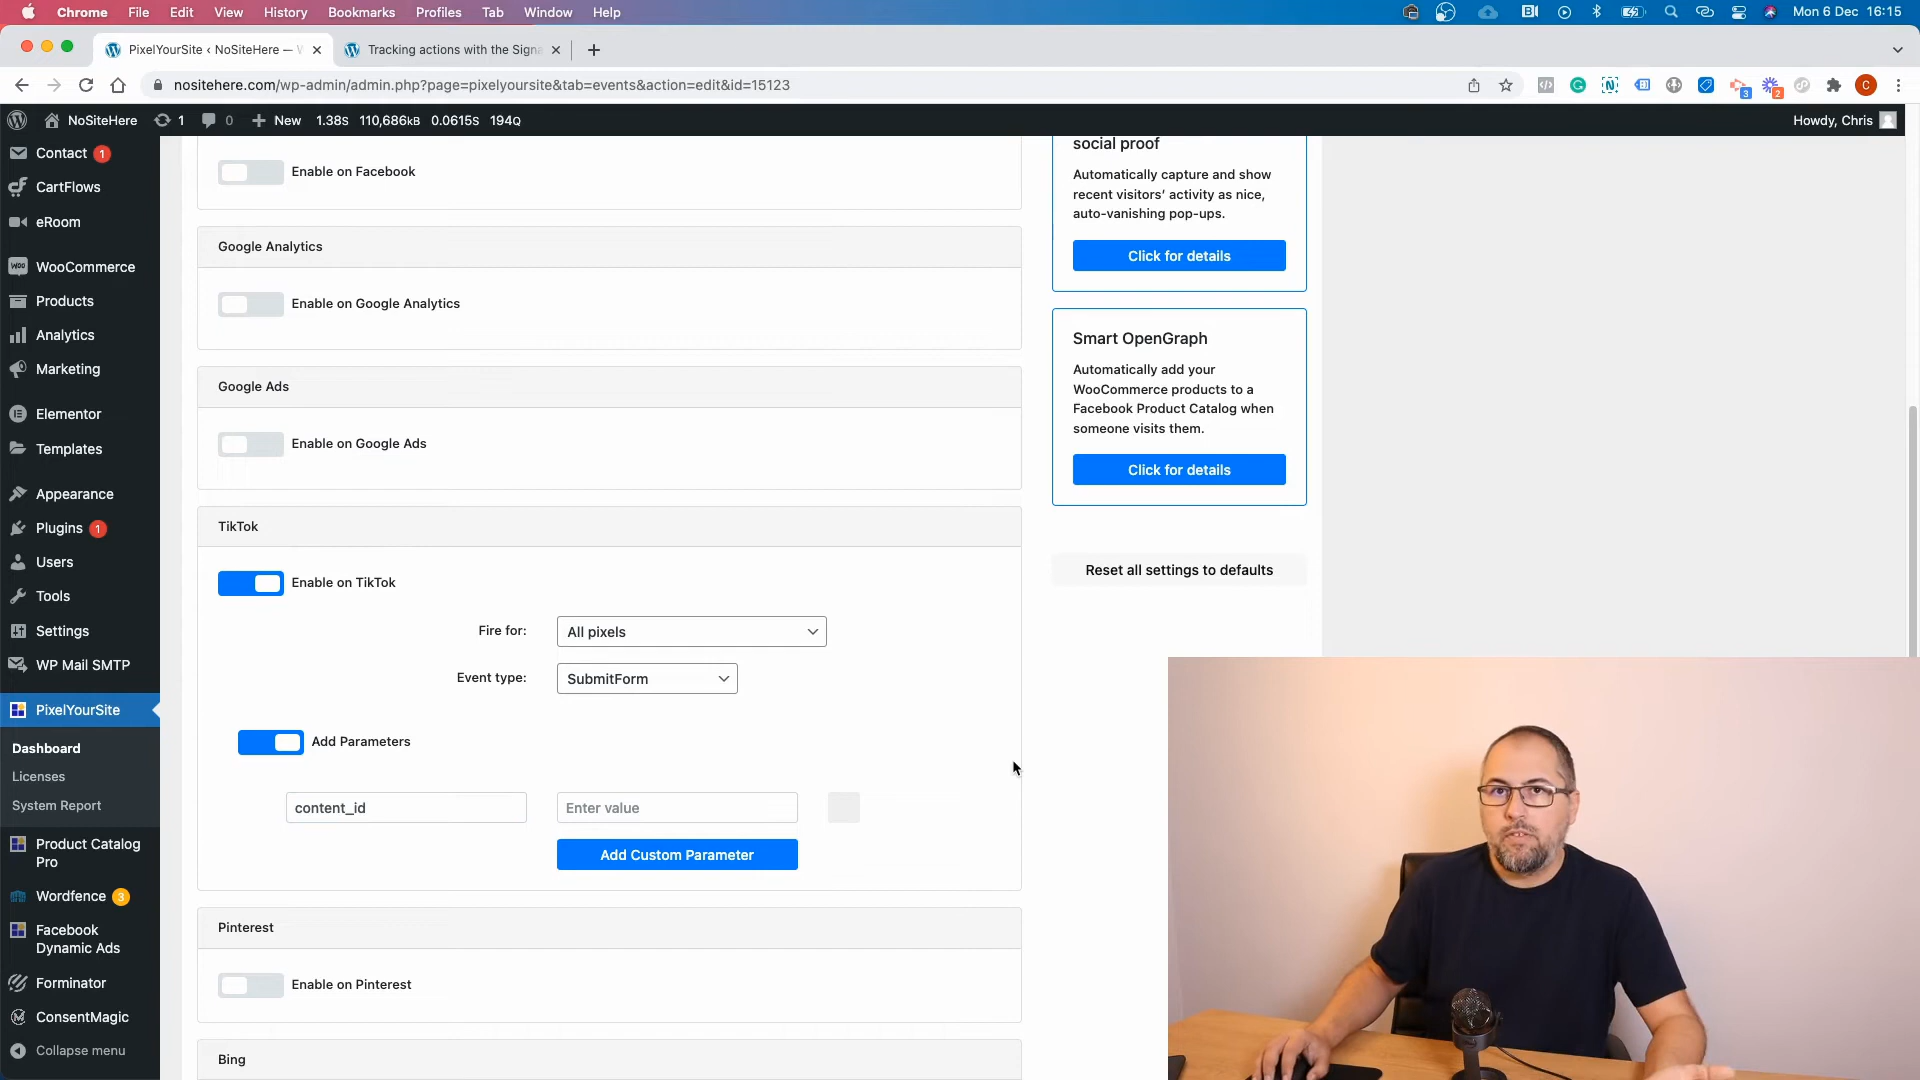 Chrome File Edit View History Bookmarks Profiles Tab Window Help
Mon 6 Dec 16:15
PixelYourSite ‹ NoSiteHere — W
Tracking actions with the Signa
nositehere.com/wp-admin/admin.php?page=pixelyoursite&tab=events&action=edit&id=15123
3
2
C
NoSiteHere 1 0 New 1.38S 110,686kB 0.0615S 194Q
Howdy, Chris
Contact 1
CartFlows
eRoom
WooCommerce
Products
Analytics
Marketing
Elementor
Templates
Appearance
Plugins 1
Users
Tools
Settings
WP Mail SMTP
PixelYourSite
Dashboard
Licenses
System Report
Product Catalog
Pro
Wordfence 3
Facebook
Dynamic Ads
Forminator
ConsentMagic
Collapse menu
Enable on Facebook
Google Analytics
Enable on Google Analytics
Google Ads
Enable on Google Ads
TikTok
Enable on TikTok
Fire for: All pixels
Event type: SubmitForm
Add Parameters
content_id Enter value
Add Custom Parameter
Pinterest
Enable on Pinterest
Bing
social proof
Automatically capture and show
recent visitors' activity as nice,
auto-vanishing pop-ups.
Click for details
Smart OpenGraph
Automatically add your
WooCommerce products to a
Facebook Product Catalog when
someone visits them.
Click for details
Reset all settings to defaults